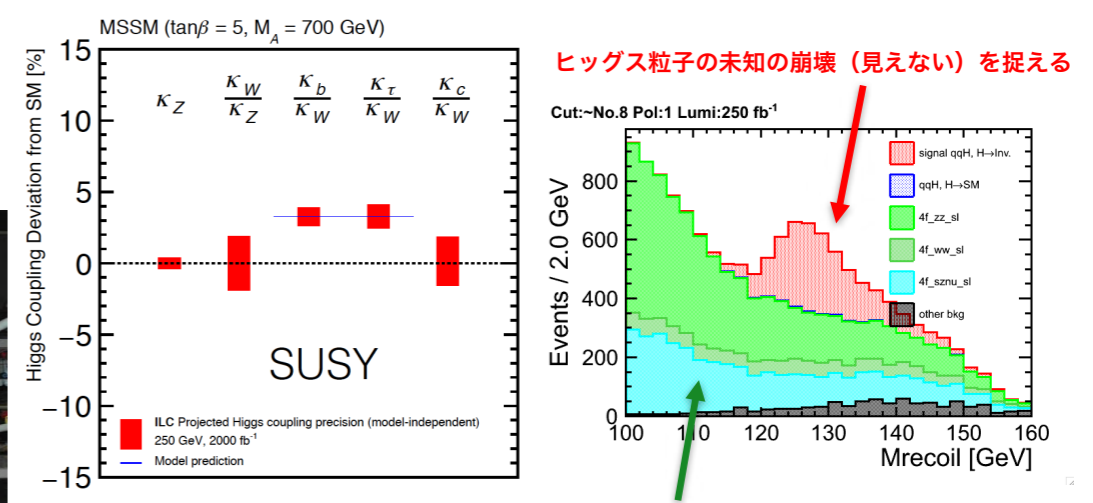 MSSM (tanβ = 5, M_A = 700 GeV)
Higgs Coupling Deviation from SM [%]
15
10
5
0
−5
−10
−15
κ_Z
κ_W/κ_Z
κ_b/κ_W
κ_τ/κ_W
κ_c/κ_W
SUSY
ILC Projected Higgs coupling precision (model-independent)
250 GeV, 2000 fb⁻¹
Model prediction
ヒッグス粒子の未知の崩壊（見えない）を捉える
Cut:~No.8 Pol:1 Lumi:250 fb⁻¹
Events / 2.0 GeV
800
600
400
200
0
signal qqH, H→Inv.
qqH, H→SM
4f_zz_sl
4f_ww_sl
4f_sznu_sl
other bkg
100 110 120 130 140 150 160
Mrecoil [GeV]